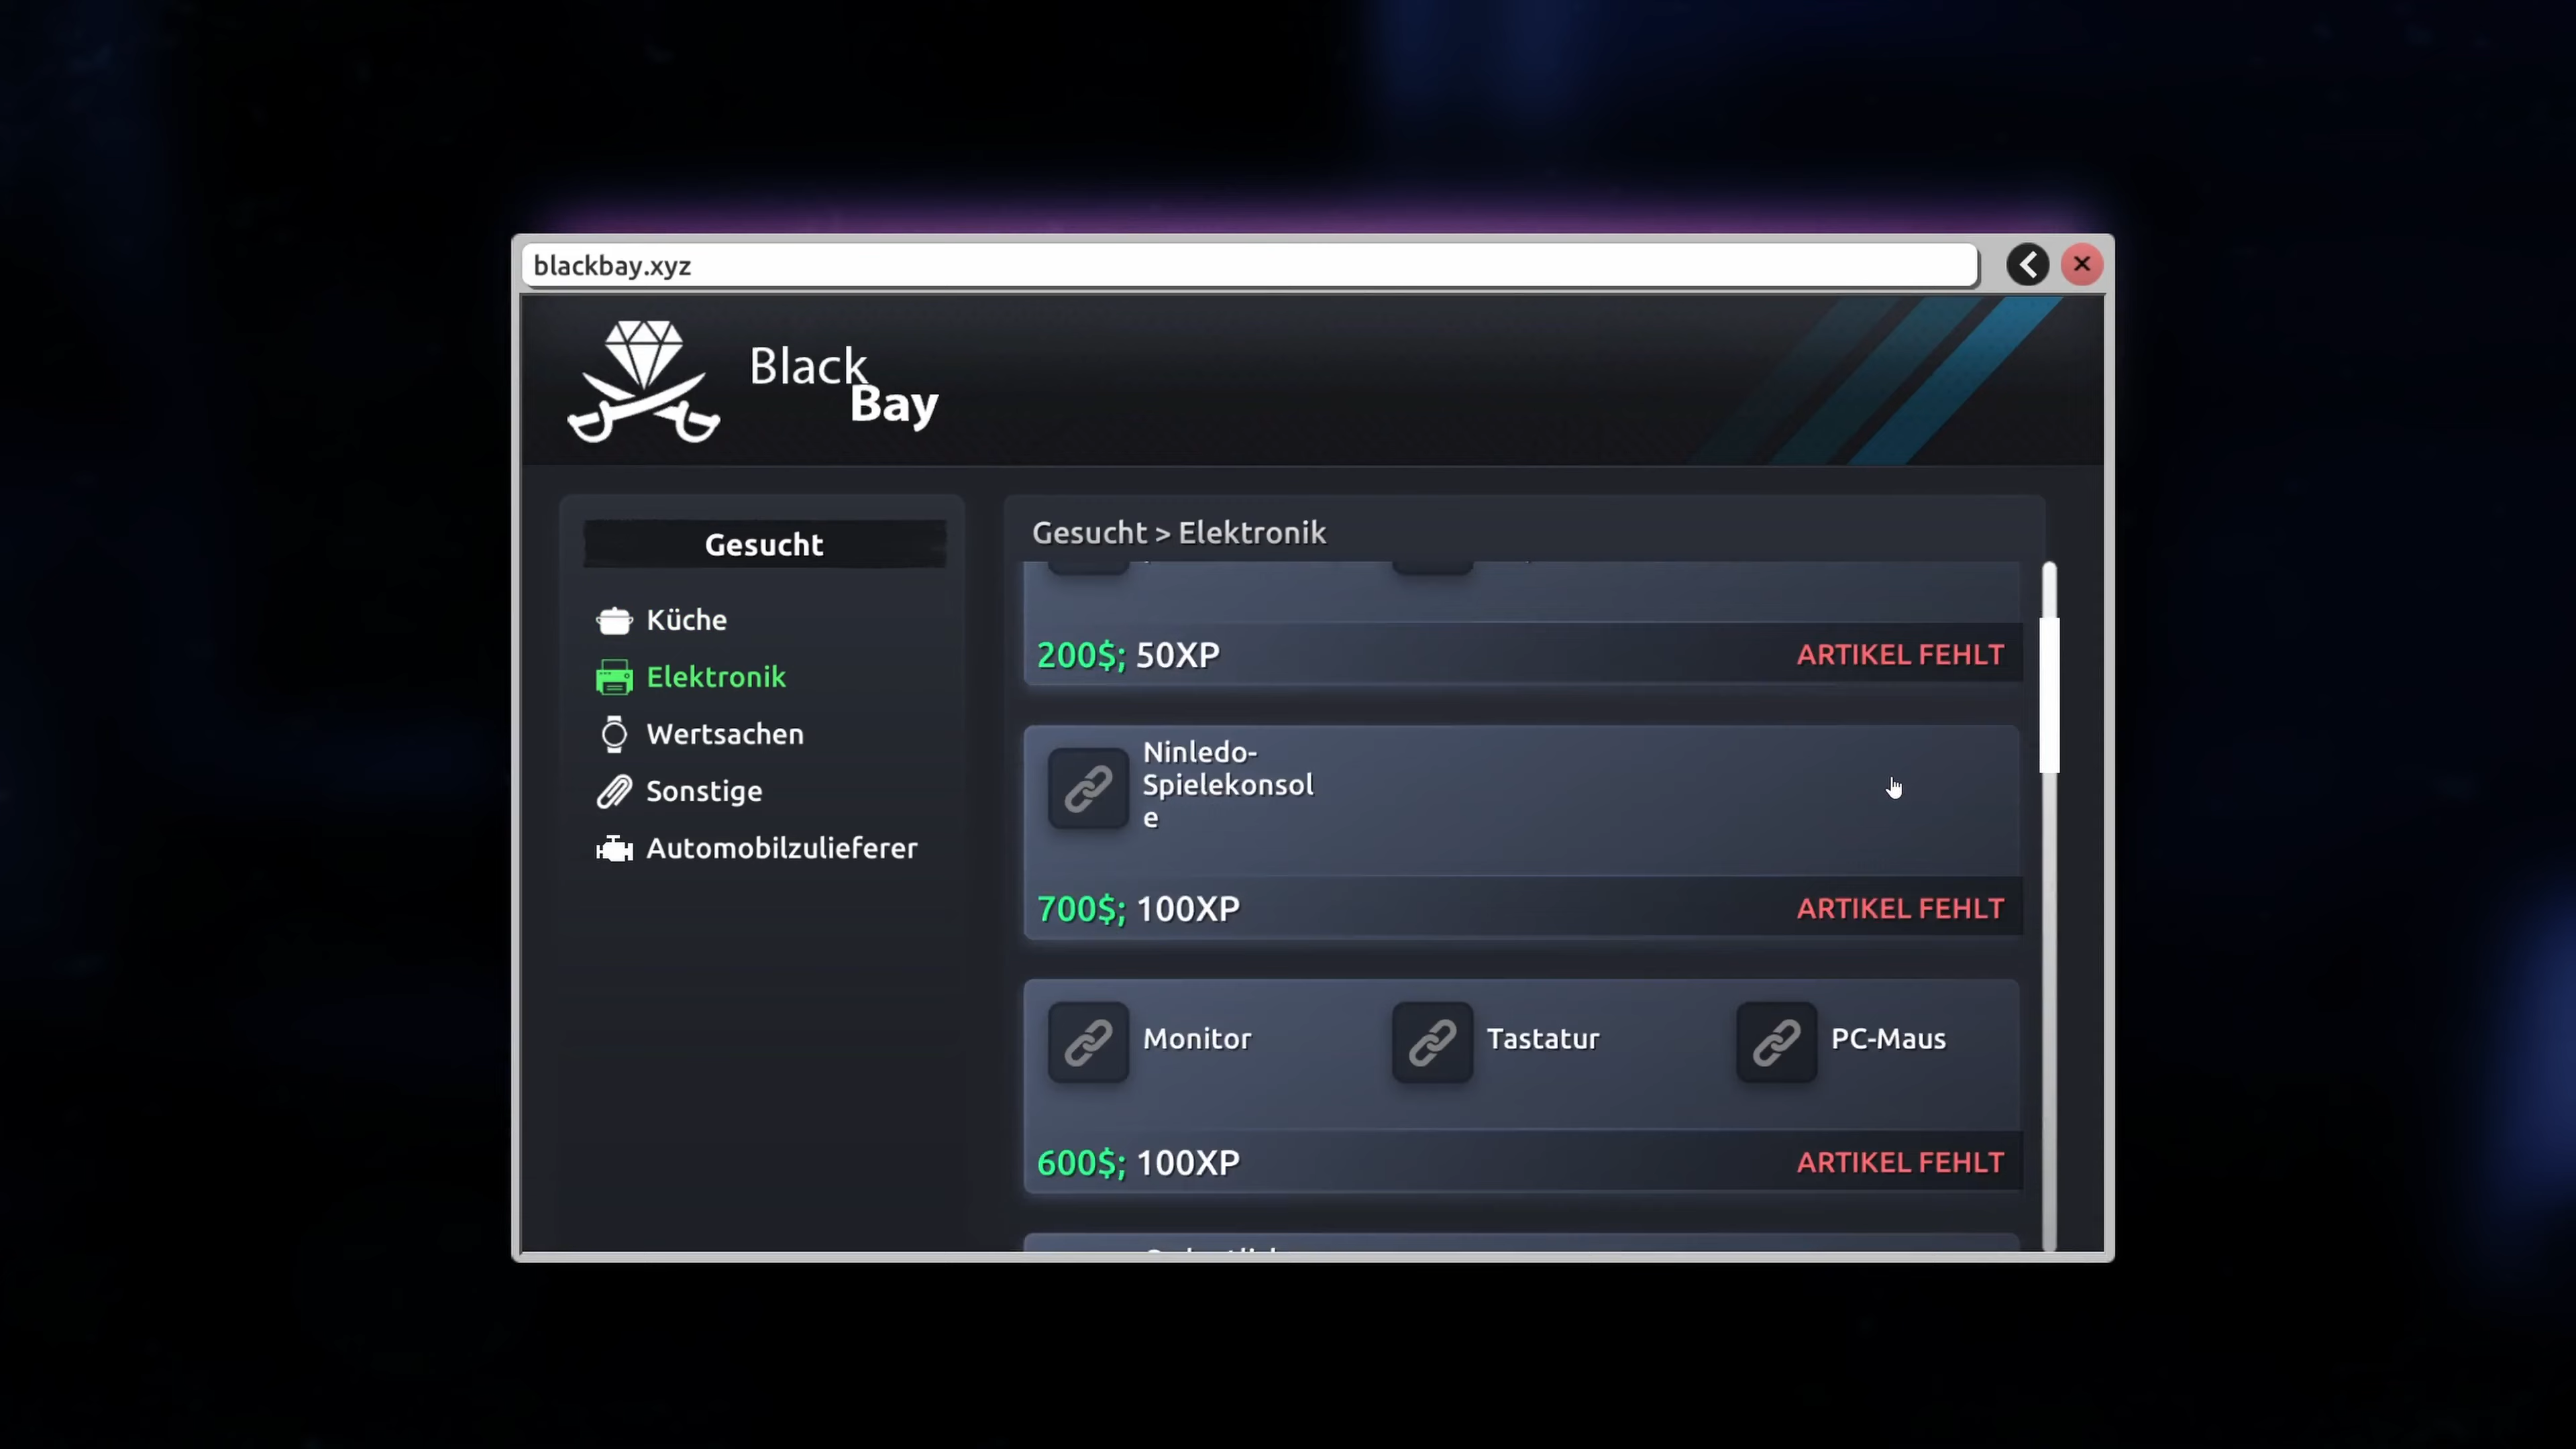 blackbay.xyz
Black
Bay
Gesucht
Küche
Elektronik
Wertsachen
Sonstige
Automobilzulieferer
Gesucht > Elektronik
200$; 50XP
ARTIKEL FEHLT
Ninledo-
Spielekonsol
e
700$; 100XP
ARTIKEL FEHLT
Monitor
Tastatur
PC-Maus
600$; 100XP
ARTIKEL FEHLT